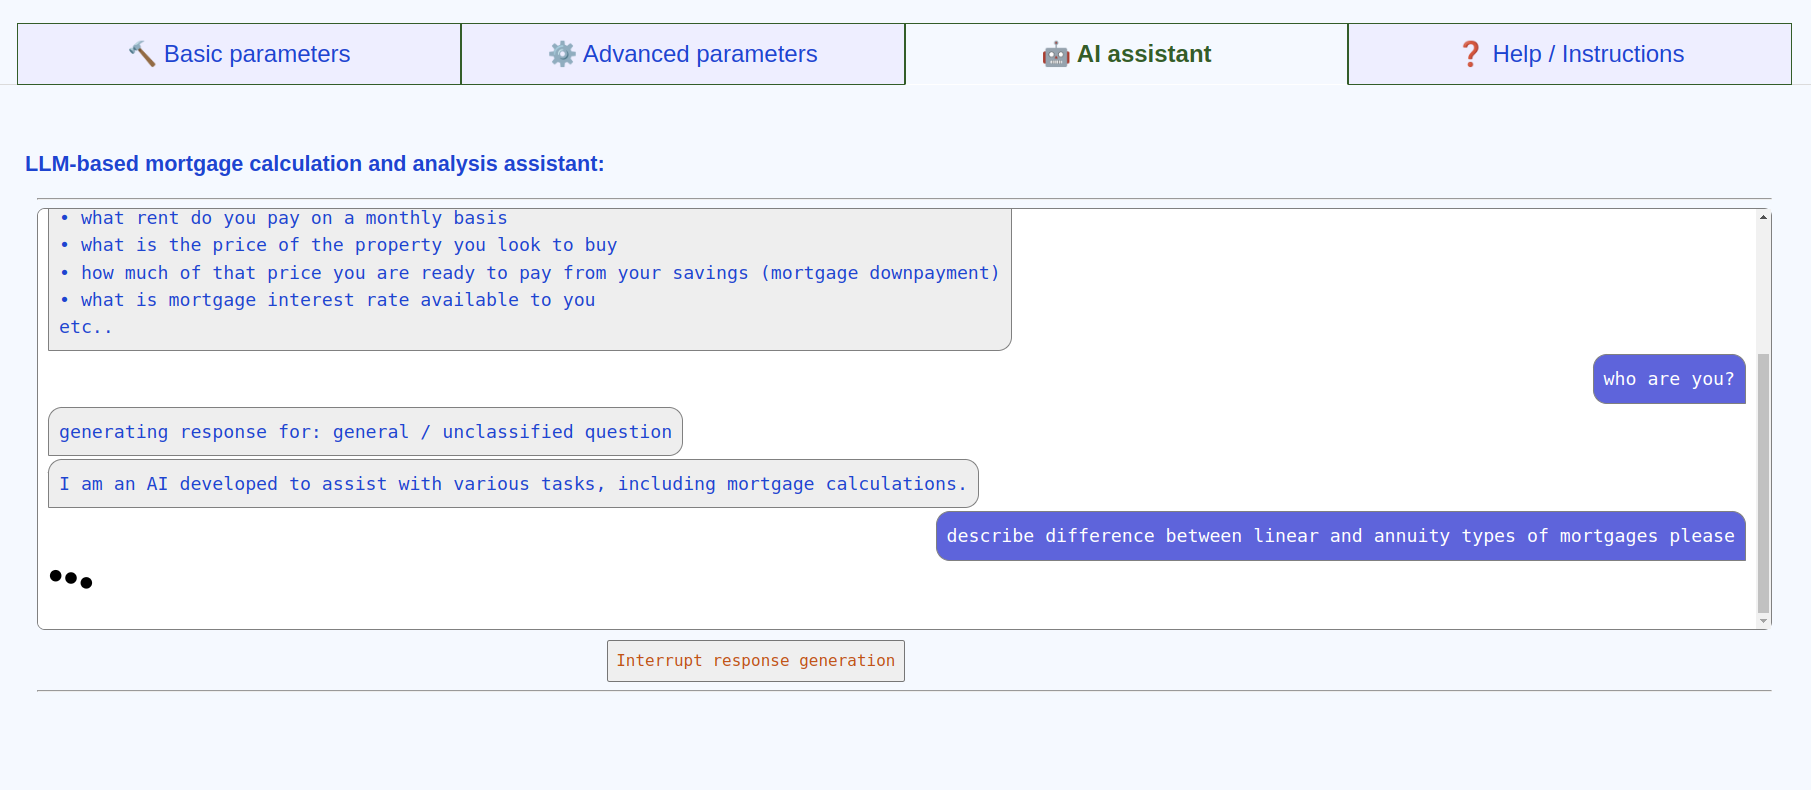 🔨 Basic parameters
⚙️ Advanced parameters
🤖 AI assistant
❓ Help / Instructions
LLM-based mortgage calculation and analysis assistant:
• what rent do you pay on a monthly basis
• what is the price of the property you look to buy
• how much of that price you are ready to pay from your savings (mortgage downpayment)
• what is mortgage interest rate available to you
etc..
who are you?
generating response for: general / unclassified question
I am an AI developed to assist with various tasks, including mortgage calculations.
describe difference between linear and annuity types of mortgages please
Interrupt response generation